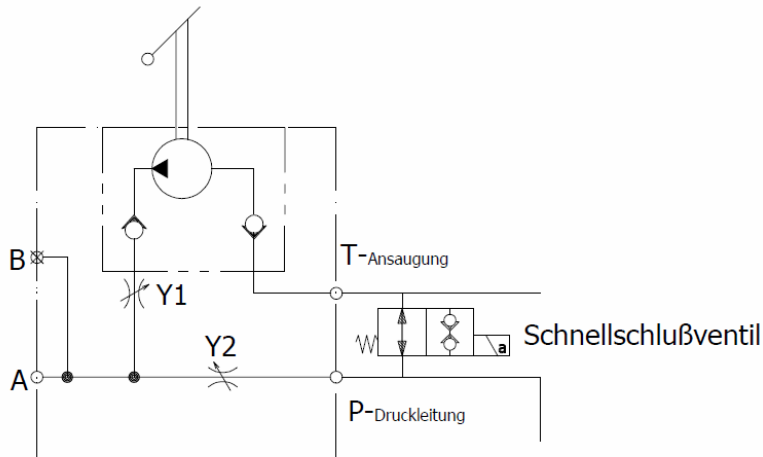 B
T-Ansaugung
Y1
Schnellschlußventil
a
Y2
A
P-Druckleitung